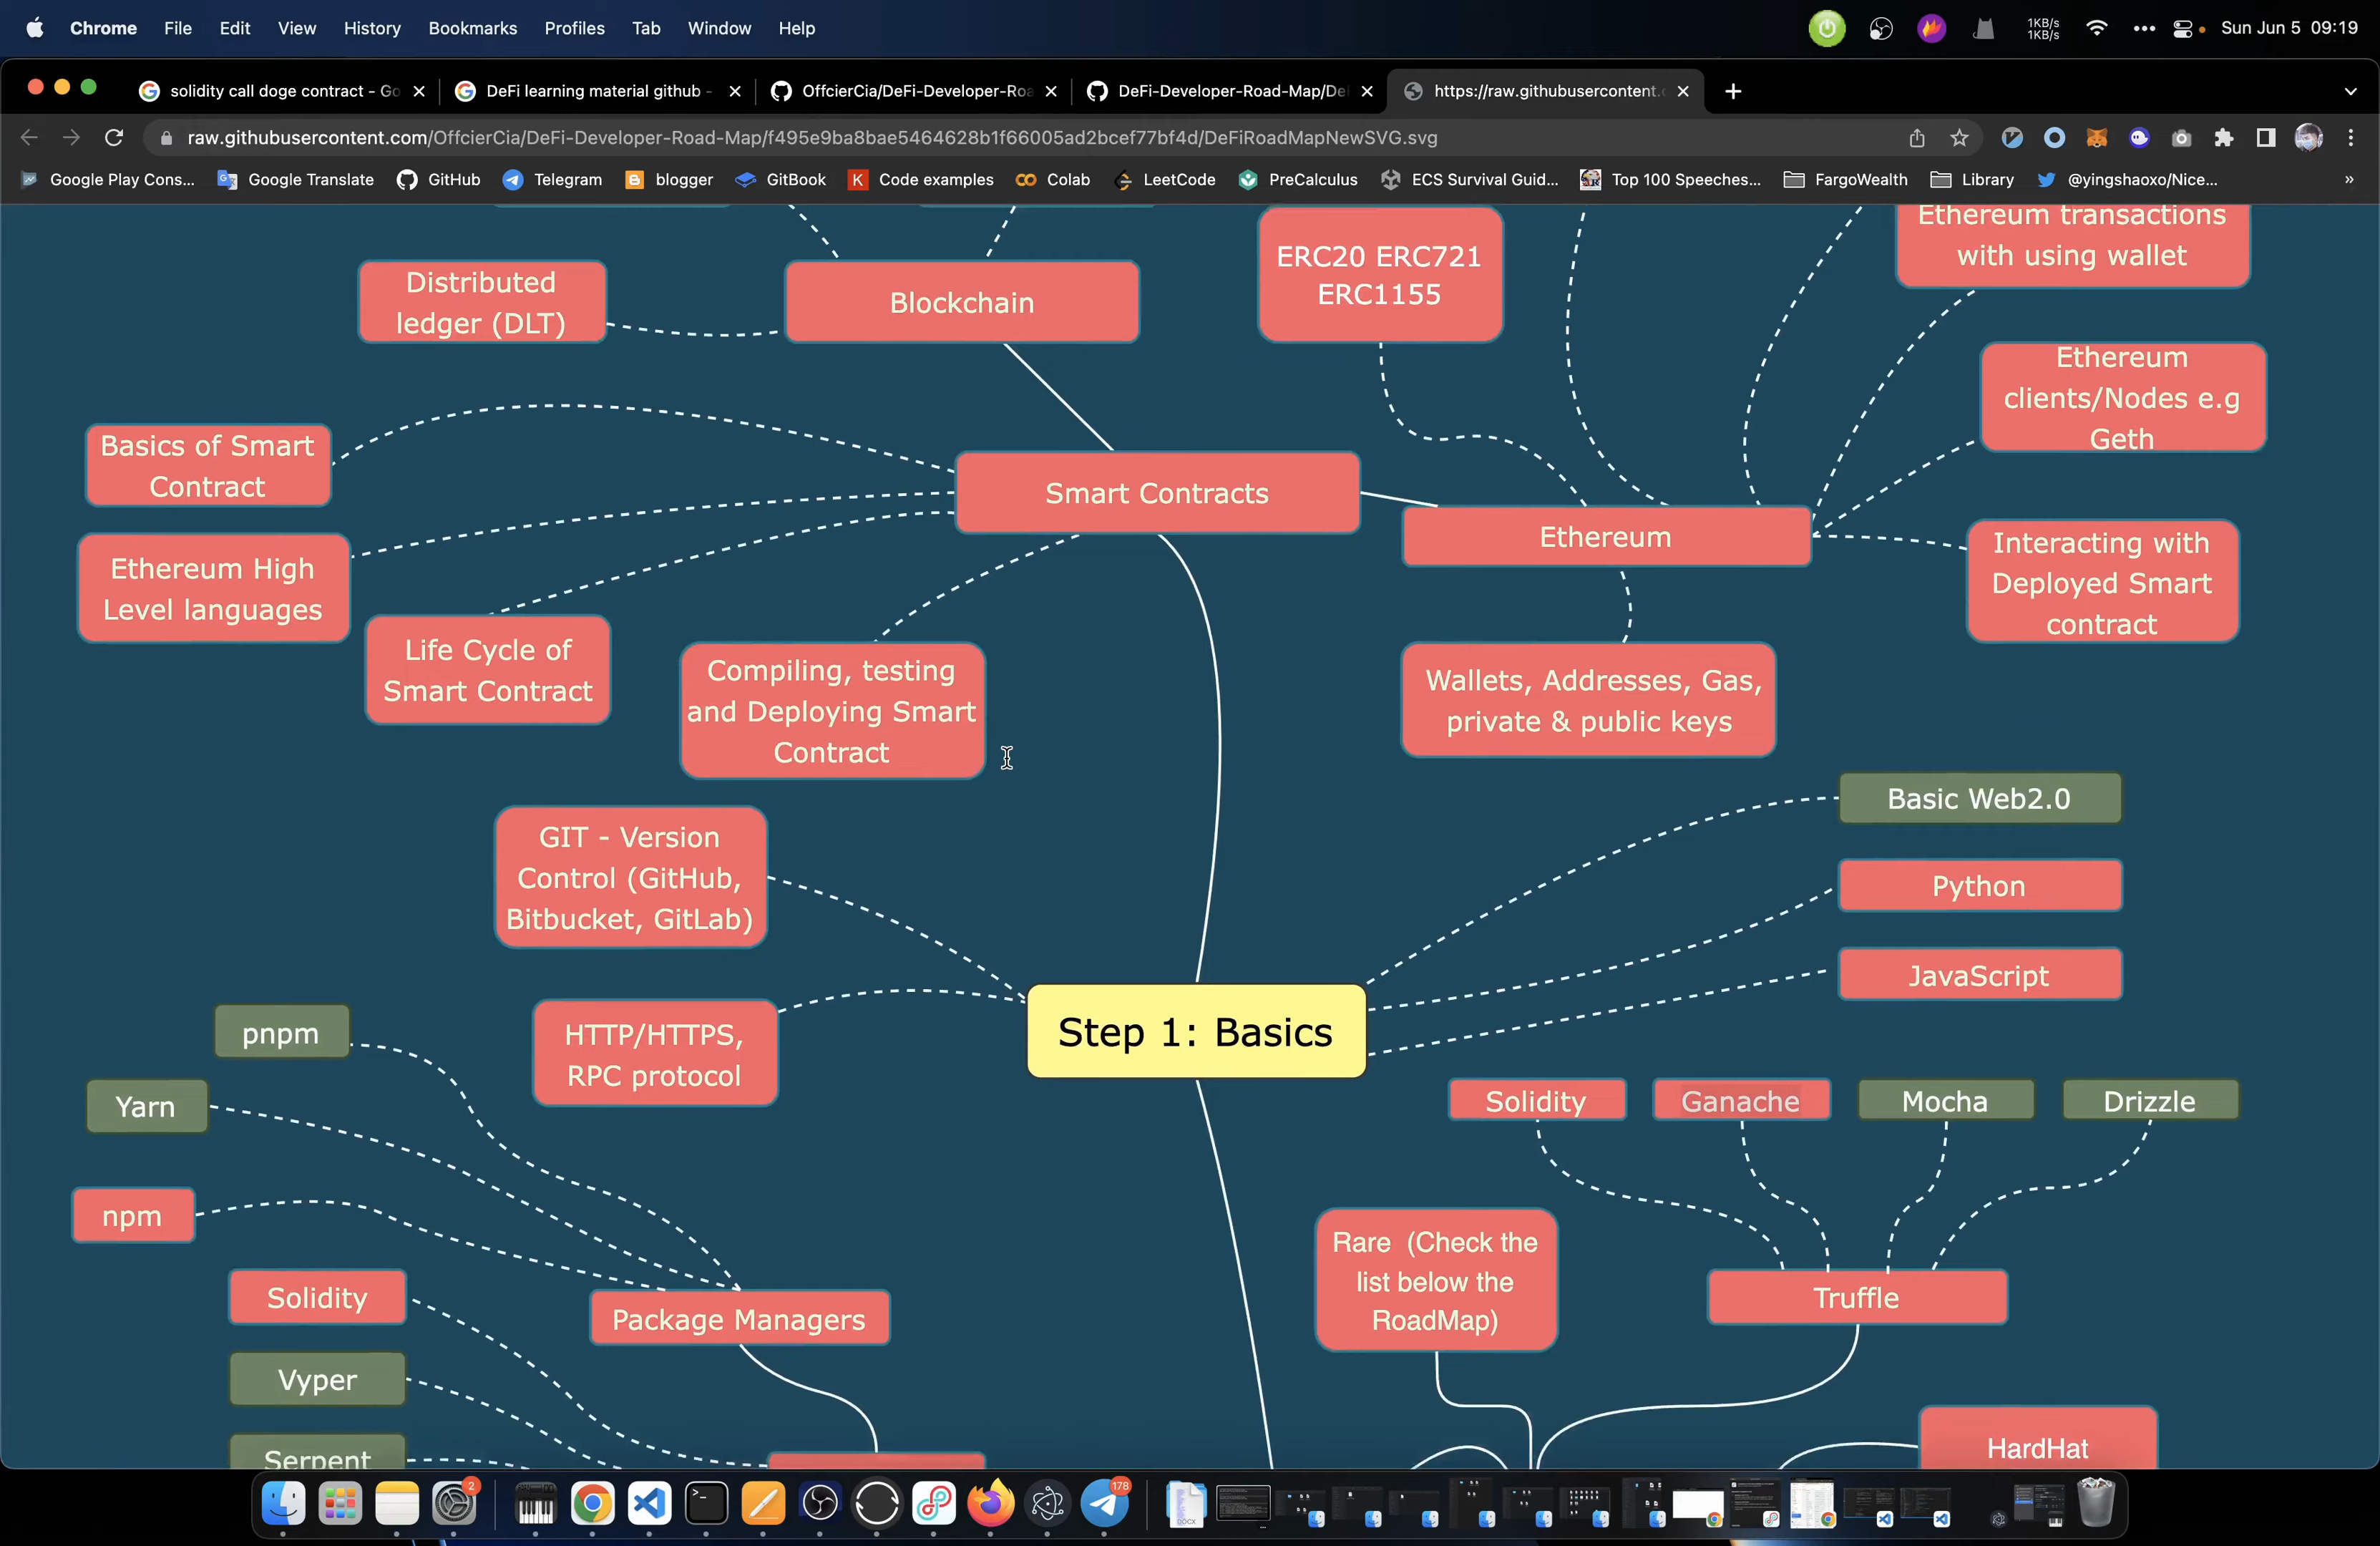 Chrome File Edit View History Bookmarks Profiles Tab Window Help
1KB/s
1KB/s
Sun Jun 5 09:19
solidity call doge contract - Go
DeFi learning material github -
OffcierCia/DeFi-Developer-Roa
DeFi-Developer-Road-Map/De
https://raw.githubusercontent.c
raw.githubusercontent.com/OffcierCia/DeFi-Developer-Road-Map/f495e9ba8bae5464628b1f66005ad2bcef77bf4d/DeFiRoadMapNewSVG.svg
Google Play Cons... Google Translate GitHub Telegram blogger GitBook Code examples Colab LeetCode PreCalculus ECS Survival Guid... Top 100 Speeches... FargoWealth Library @yingshaoxo/Nice... »
Ethereum transactions
with using wallet
ERC20 ERC721
ERC1155
Distributed
ledger (DLT)
Blockchain
Ethereum
clients/Nodes e.g
Geth
Basics of Smart
Contract
Smart Contracts
Ethereum
Interacting with
Deployed Smart
contract
Ethereum High
Level languages
Life Cycle of
Smart Contract
Compiling, testing
and Deploying Smart
Contract
Wallets, Addresses, Gas,
private & public keys
Basic Web2.0
GIT - Version
Control (GitHub,
Bitbucket, GitLab)
Python
JavaScript
Step 1: Basics
HTTP/HTTPS,
RPC protocol
pnpm
Yarn
npm
Solidity
Ganache
Mocha
Drizzle
Rare (Check the
list below the
RoadMap)
Truffle
Solidity
Package Managers
Vyper
Serpent
HardHat
2
178
DOCX